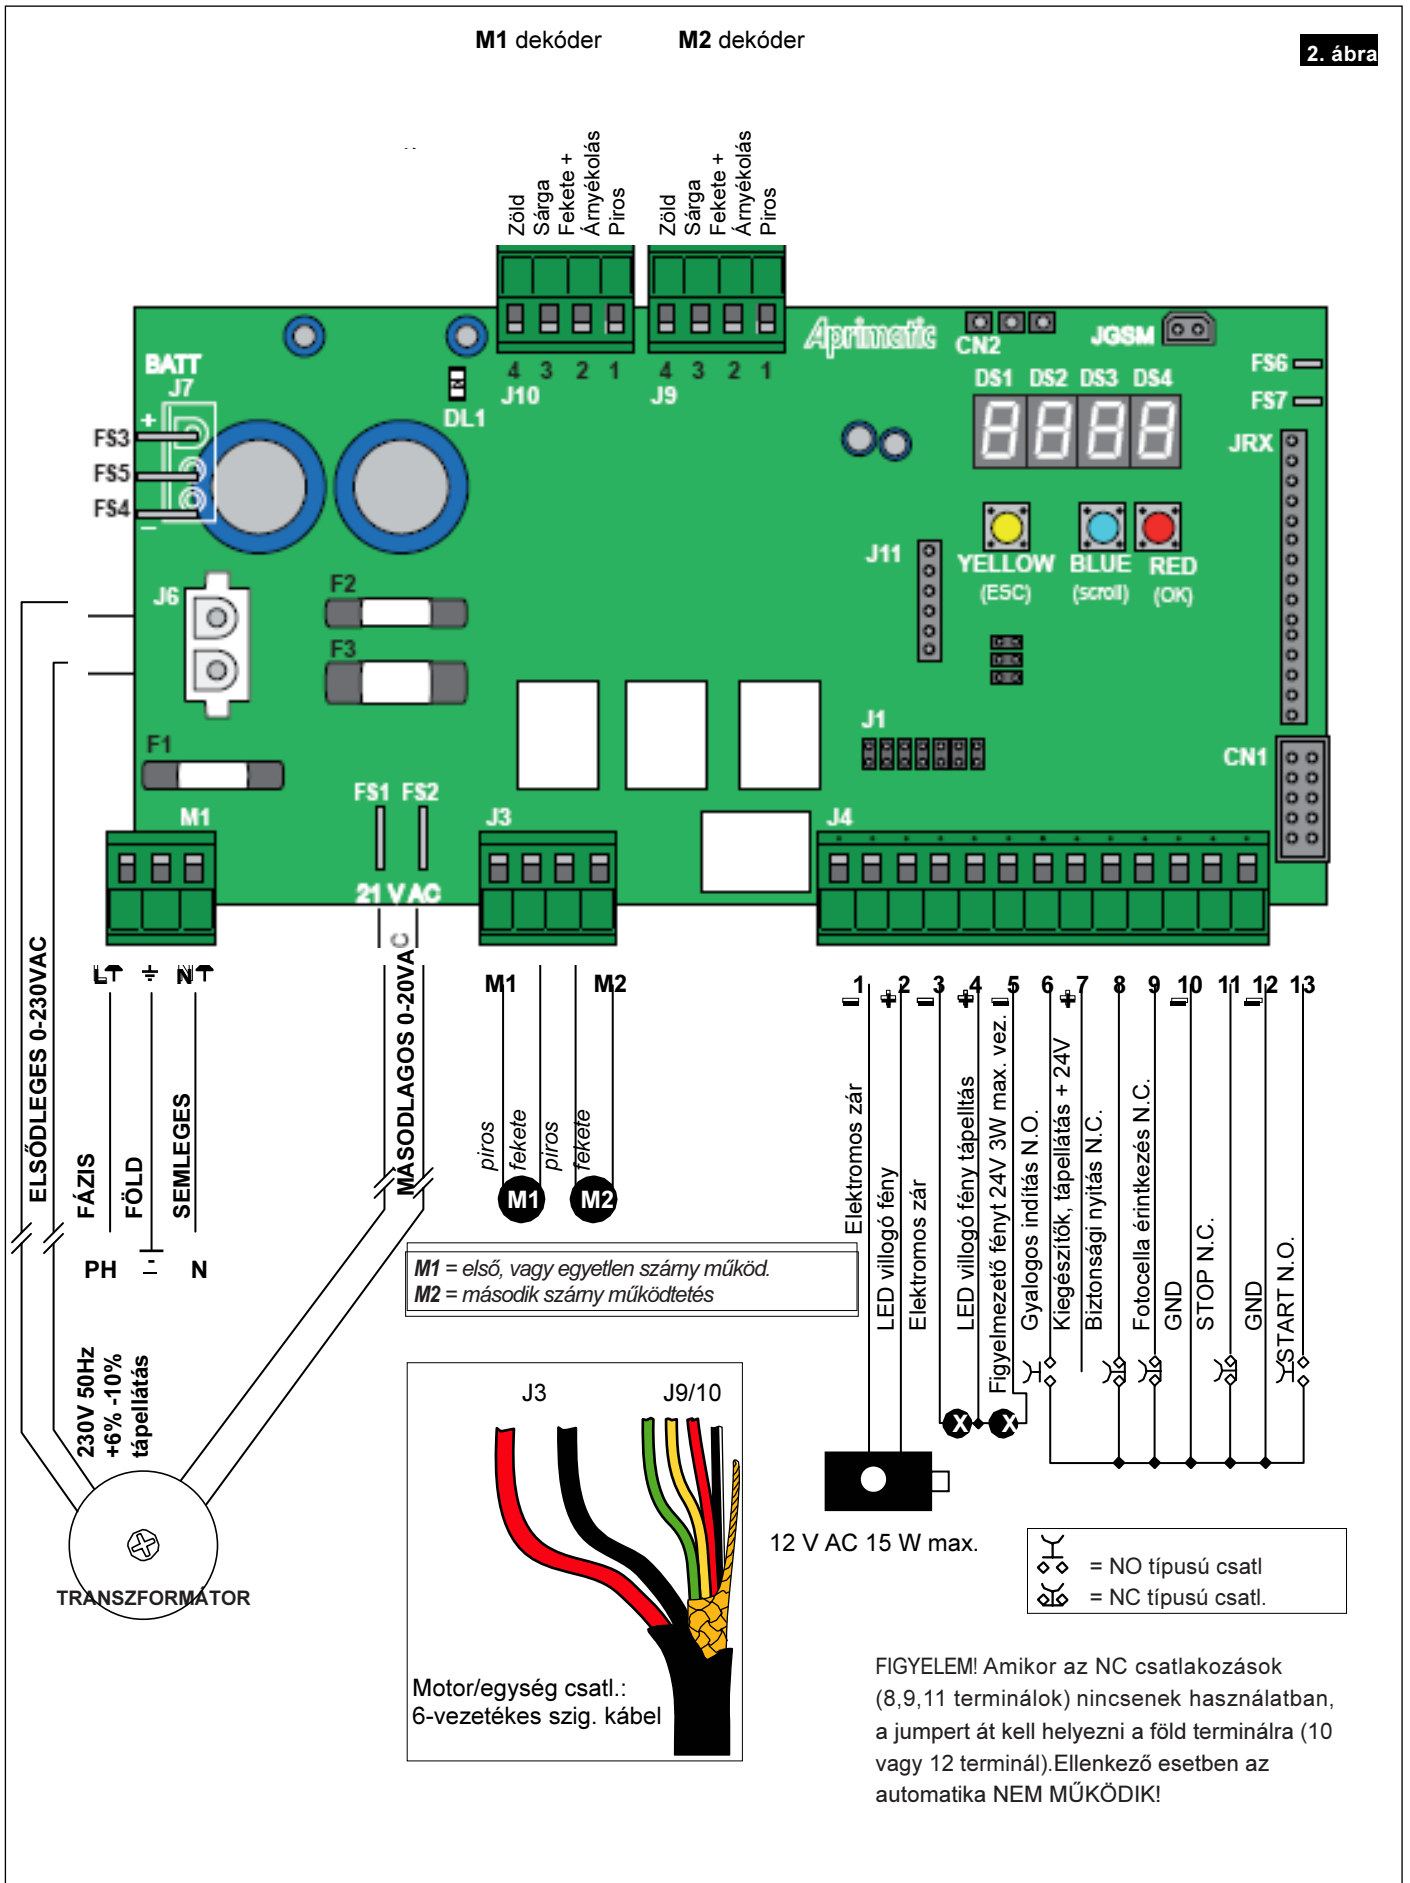 M1 dekóder M2 dekóder
2. ábra
Zöld
Sárga
Fekete +
Árnyékolás
Piros
Zöld
Sárga
Fekete +
Árnyékolás
Piros
4 3 2 1
J10
4 3 2 1
J9
Aprimatic
CN2
JGSM
FS6
FS7
DS1 DS2 DS3 DS4
JRX
BATT
J7
+
FS3
FS5
FS4
–
DL1
J11
YELLOW
(ESC)
BLUE
(scroll)
RED
(OK)
J6
F2
F3
F1
J1
CN1
M1
FS1 FS2
21 V AC
J3
J4
L N
M1 M2
1 2 3 4 5 6 7 8 9 10 11 12 13
– + – + – + – –
ELSŐDLEGES 0-230VAC
FÁZIS
FÖLD
SEMLEGES
PH N
MÁSODLAGOS 0-20VAC
piros
fekete
piros
fekete
M1 M2
Elektromos zár
LED villogó fény
Elektromos zár
LED villogó fény tápelltás
Figyelmezető fényt 24V 3W max. vez.
Gyalogos indítás N.O.
Kiegészítők, tápellátás + 24V
Biztonsági nyitás N.C.
Fotocella érintkezés N.C.
GND
STOP N.C.
GND
START N.O.
M1 = első, vagy egyetlen szárny működ.
M2 = második szárny működtetés
230V 50Hz
+6% -10%
tápellátás
TRANSZFORMÁTOR
J3 J9/10
Motor/egység csatl.:
6-vezetékes szig. kábel
X X
12 V AC 15 W max.
= NO típusú csatl
= NC típusú csatl.
FIGYELEM! Amikor az NC csatlakozások
(8,9,11 terminálok) nincsenek használatban,
a jumpert át kell helyezni a föld terminálra (10
vagy 12 terminál).Ellenkező esetben az
automatika NEM MŰKÖDIK!